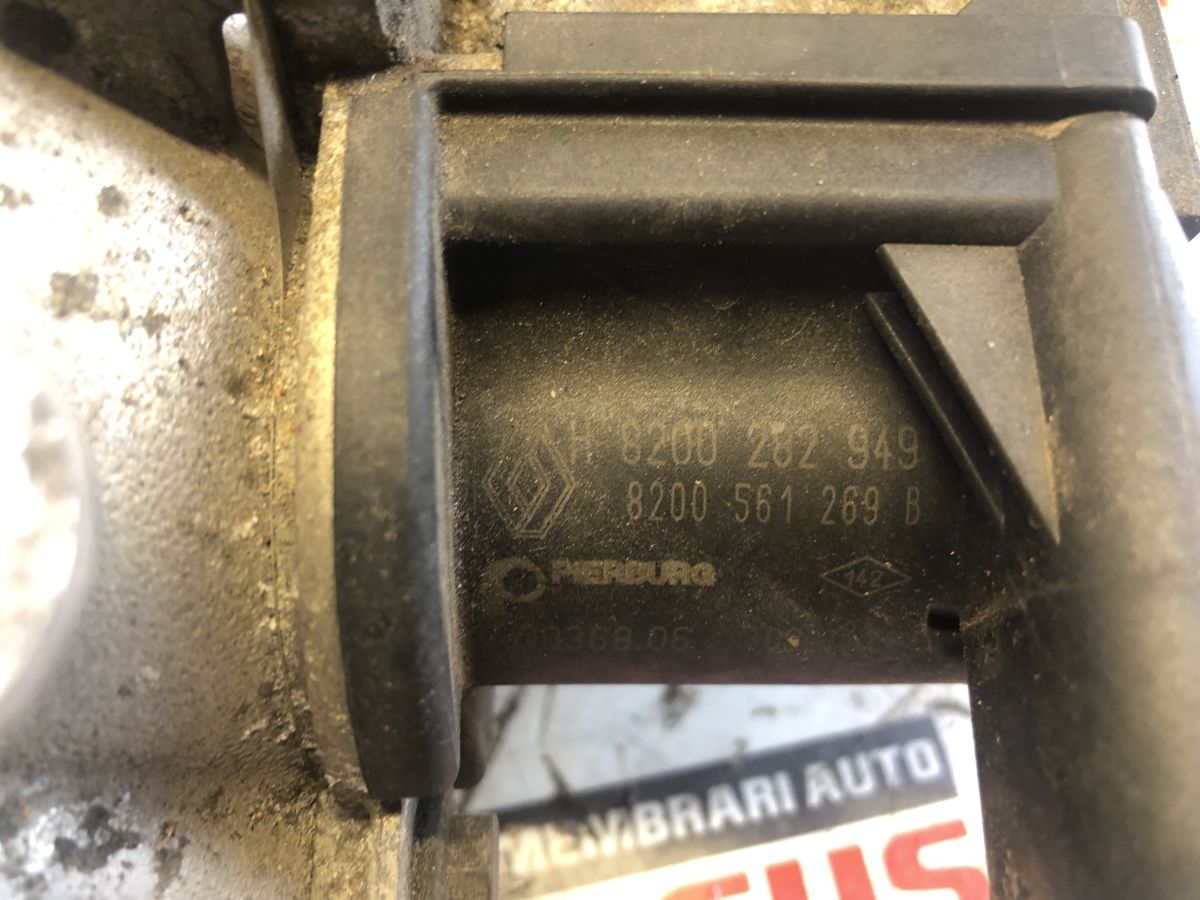 H 8200 282 949
8200 561 269 B
PIERBURG
142
MEMBRARI AUTO